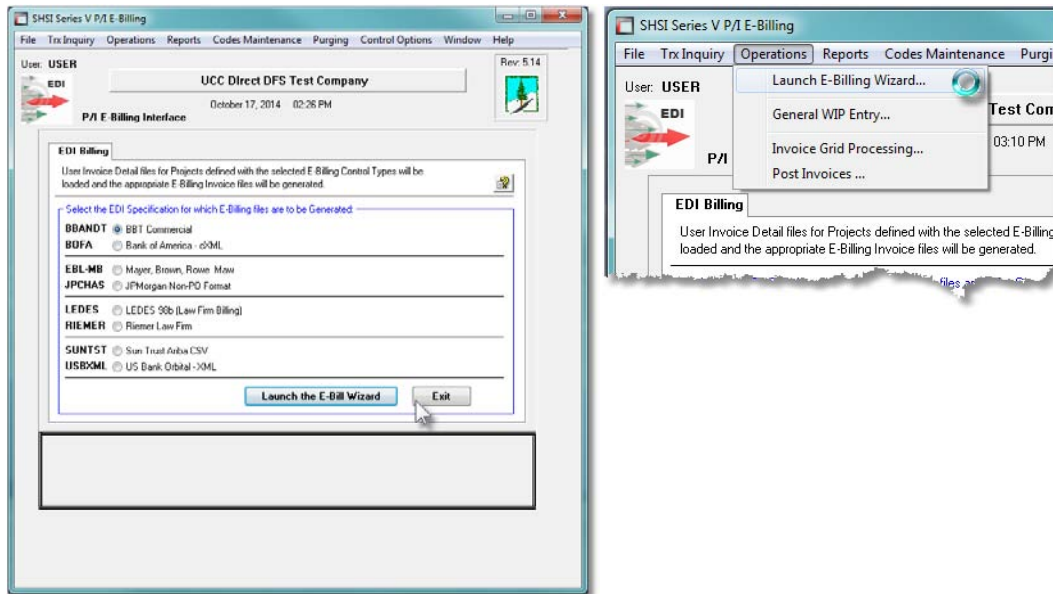 SHSI Series V P/I E-Billing
File Trx Inquiry Operations Reports Codes Maintenance Purging Control Options Window Help
User: USER
Rev: 5.14
EDI
UCC DIrect DFS Test Company
October 17, 2014 02:26 PM
P/I E-Billing Interface
EDI Billing
User Invoice Detail files for Projects defined with the selected E-Billing Control Types will be
loaded and the appropriate E-Billing Invoice files will be generated.
Select the EDI Specification for which E-Billing files are to be Generated:
BBANDT BBT Commercial
BOFA Bank of America - cXML
EBL-MB Mayer, Brown, Rowe Maw
JPCHAS JPMorgan Non-PO Format
LEDES LEDES 98b (Law Firm Billing)
RIEMER Riemer Law Firm
SUNTST Sun Trust Ariba CSV
USBXML US Bank Orbital - XML
Launch the E-Bill Wizard Exit
SHSI Series V P/I E-Billing
File Trx Inquiry Operations Reports Codes Maintenance Purgi
User: USER
Launch E-Billing Wizard...
EDI
General WIP Entry...
Test Com
03:10 PM
P/I
Invoice Grid Processing...
Post Invoices ...
EDI Billing
User Invoice Detail files for Projects defined with the selected E-Billing
loaded and the appropriate E-Billing Invoice files will be generated.
files